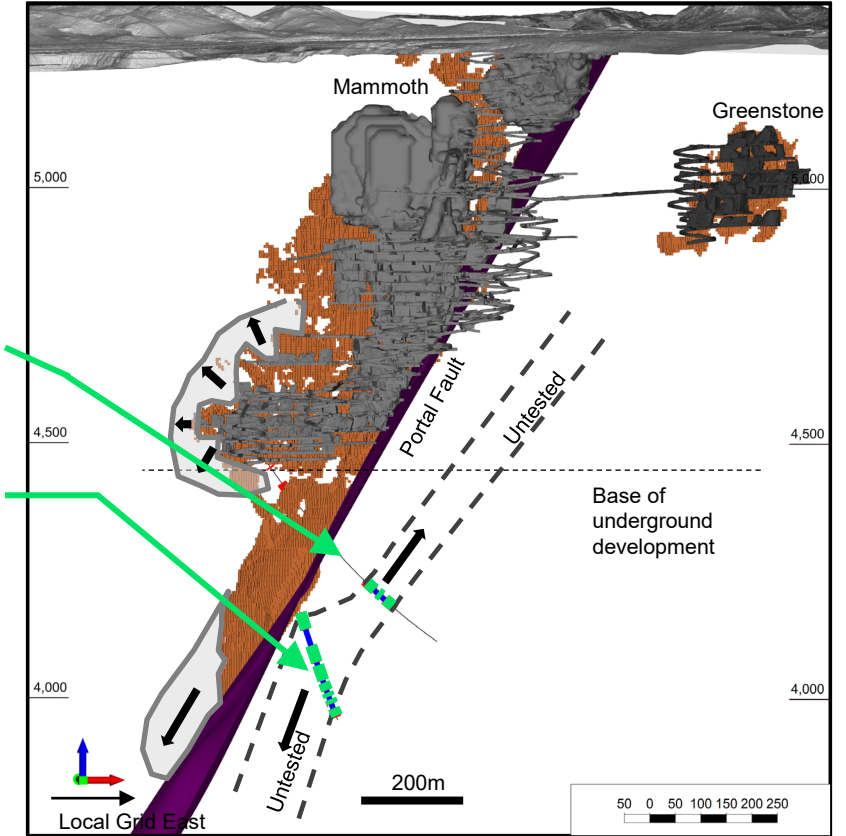 Mammoth
Greenstone
5,000
5,000
Portal Fault
Untested
4,500
4,500
Base of
underground
development
4,000
4,000
Untested
200m
Local Grid East
50 0 50 100 150 200 250